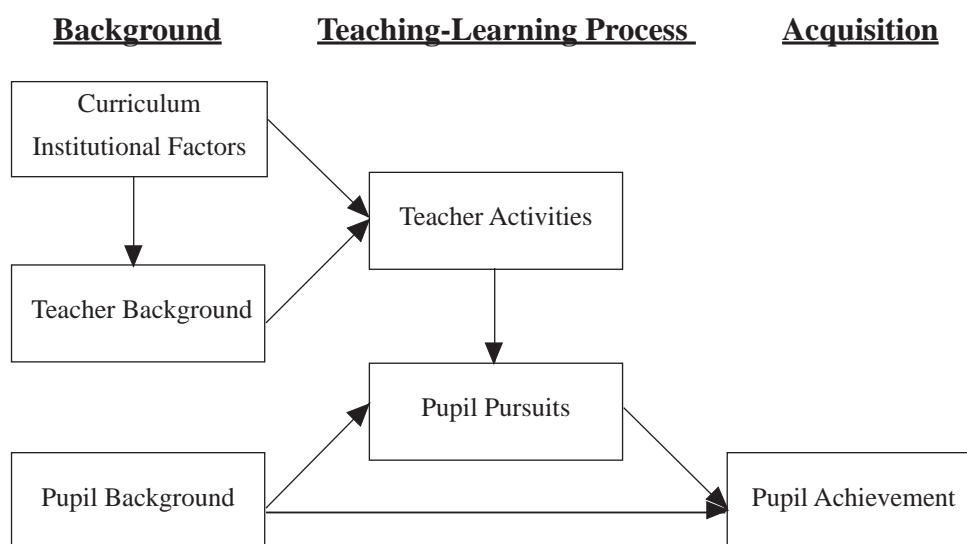 Background
Teaching-Learning Process
Acquisition
Curriculum
Institutional Factors
Teacher Activities
Teacher Background
Pupil Pursuits
Pupil Background
Pupil Achievement